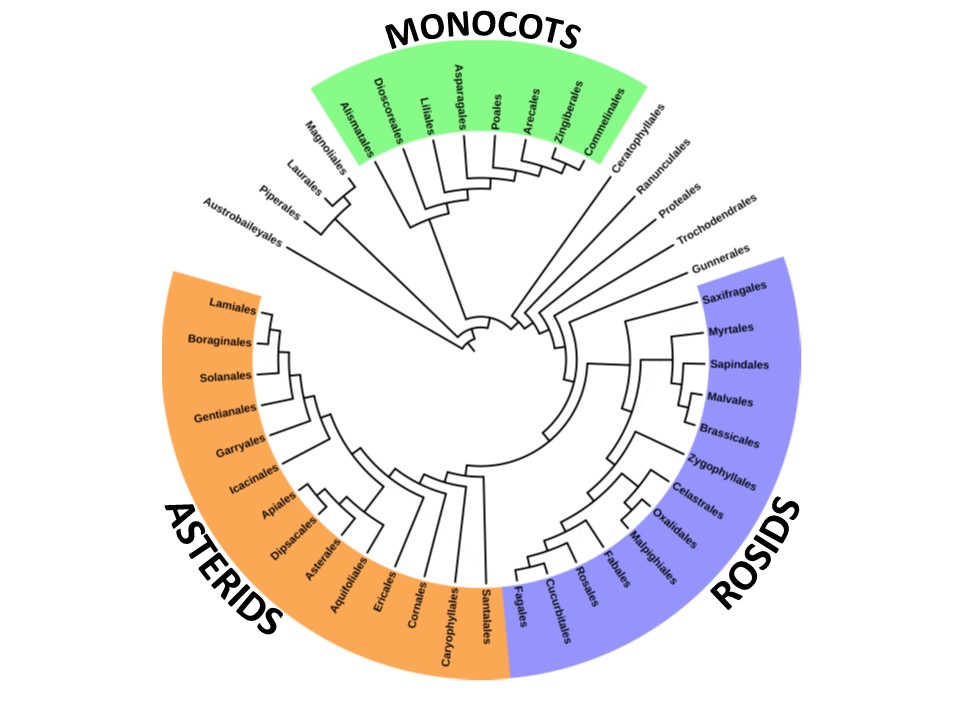 MONOCOTS
Alismatales
Dioscoreales
Liliales
Asparagales
Poales
Arecales
Zingiberales
Commelinales
Ceratophyllales
Ranunculales
Proteales
Trochodendrales
Gunnerales
Saxifragales
Myrtales
Sapindales
Malvales
Brassicales
Zygophyllales
Celastrales
Oxalidales
Malpighiales
Fabales
Rosales
Cucurbitales
Fagales
ROSIDS
Santalales
Caryophyllales
Cornales
Ericales
Aquifoliales
Asterales
Dipsacales
Apiales
Icacinales
Garryales
Gentianales
Solanales
Boraginales
Lamiales
ASTERIDS
Austrobaileyales
Piperales
Laurales
Magnoliales